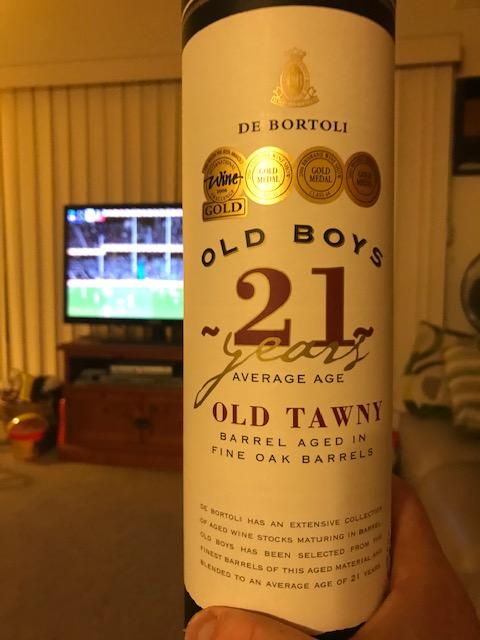 DE BORTOLI
Wine
GOLD
GOLD
MEDAL
GOLD
MEDAL
GOLD
MEDAL
OLD BOYS
~21~
years
AVERAGE AGE
OLD TAWNY
BARREL AGED IN
FINE OAK BARRELS
DE BORTOLI HAS AN EXTENSIVE COLLECTION
OF AGED WINE STOCKS MATURING IN BARREL.
OLD BOYS HAS BEEN SELECTED FROM THE
FINEST BARRELS OF THIS AGED MATERIAL AND
BLENDED TO AN AVERAGE AGE OF 21 YEARS